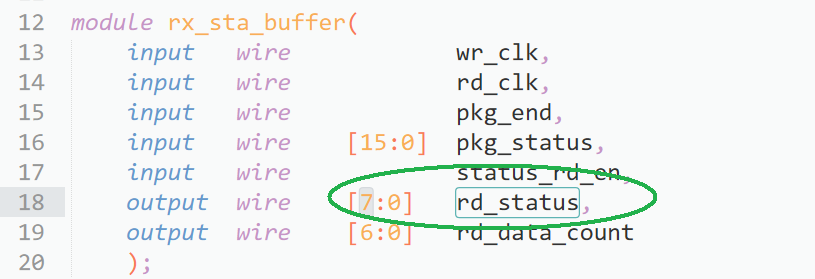 12 module rx_sta_buffer(
13 input wire wr_clk,
14 input wire rd_clk,
15 input wire pkg_end,
16 input wire [15:0] pkg_status,
17 input wire status_rd_en,
18 output wire [7:0] rd_status,
19 output wire [6:0] rd_data_count
20 );